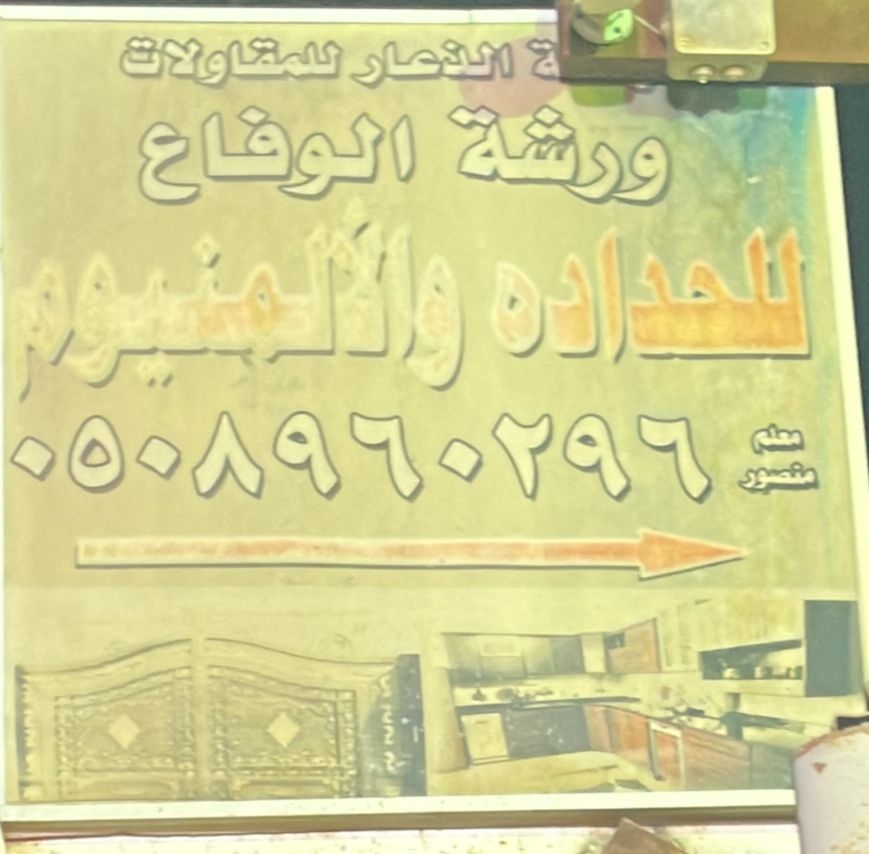 الذعار للمقاولات
ورشة الوفاع
للحداده والألمنيوم
معلم
منصور
٠٥٠٨٩٦٠٢٩٦